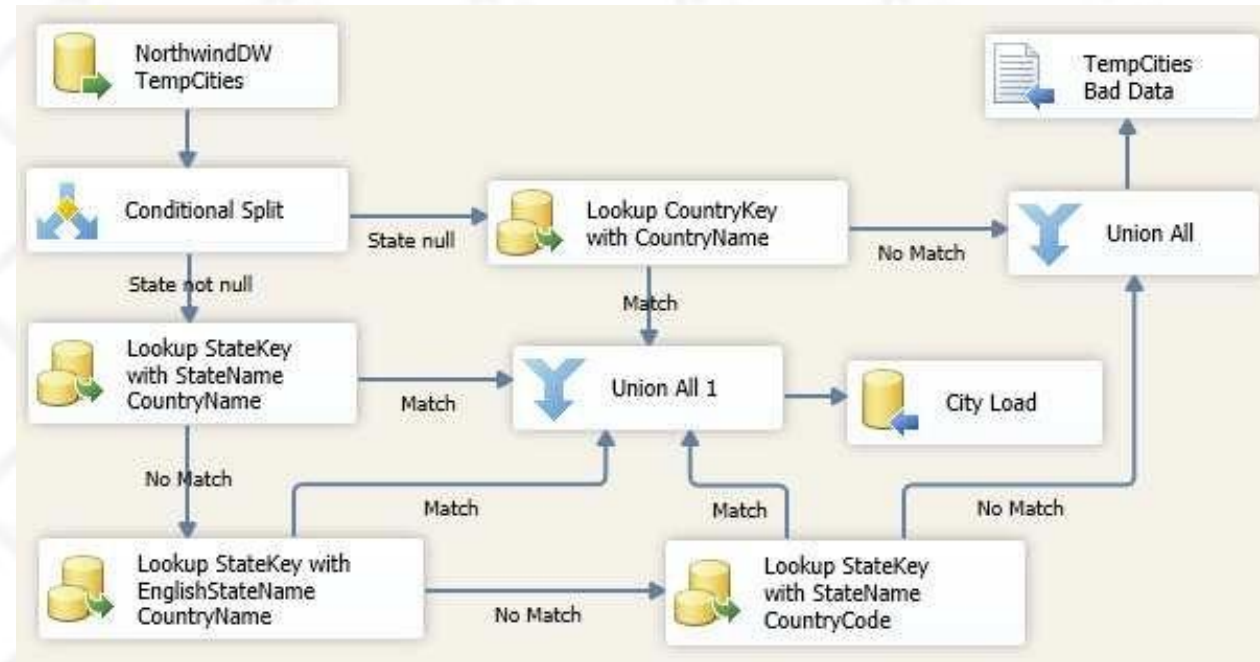 NorthwindDW
TempCities
TempCities
Bad Data
Conditional Split
State null
Lookup CountryKey
with CountryName
No Match
Union All
State not null
Match
Lookup StateKey
with StateName
CountryName
Match
Union All 1
City Load
No Match
Match
Match
No Match
Lookup StateKey with
EnglishStateName
CountryName
No Match
Lookup StateKey
with StateName
CountryCode